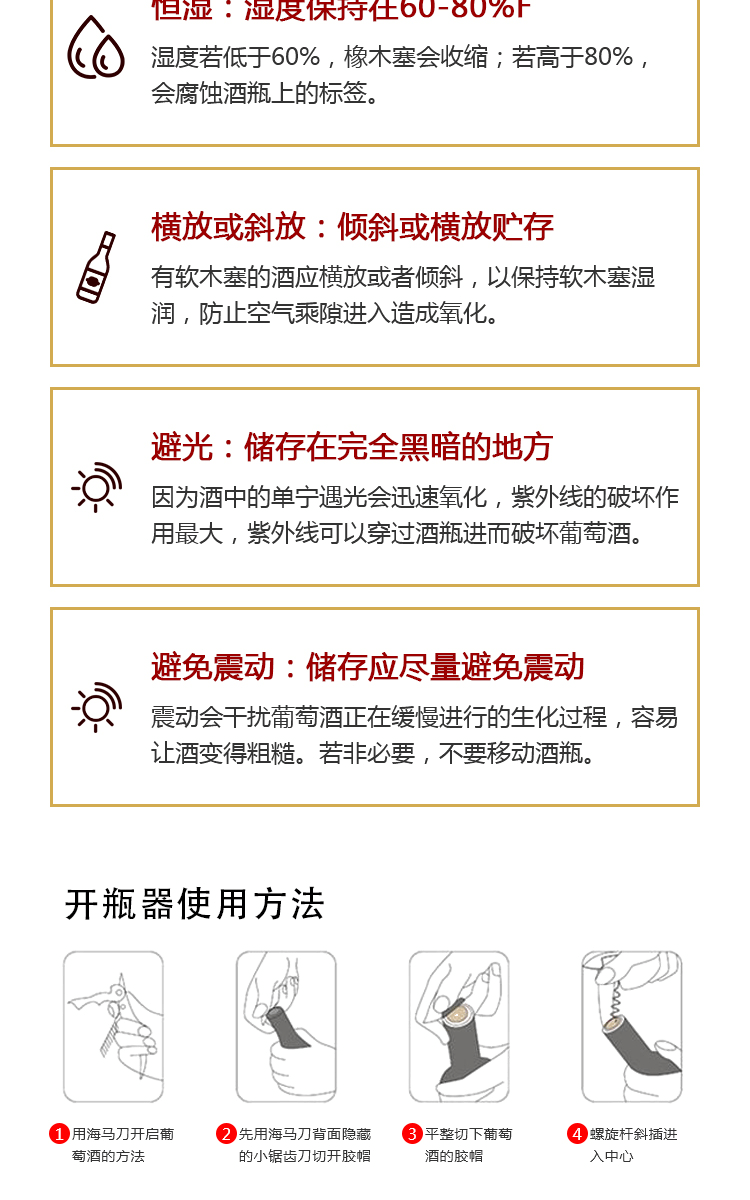 恒湿：湿度保持在60-80%F
湿度若低于60%，橡木塞会收缩；若高于80%，
会腐蚀酒瓶上的标签。
横放或斜放：倾斜或横放贮存
有软木塞的酒应横放或者倾斜，以保持软木塞湿
润，防止空气乘隙进入造成氧化。
避光：储存在完全黑暗的地方
因为酒中的单宁遇光会迅速氧化，紫外线的破坏作
用最大，紫外线可以穿过酒瓶进而破坏葡萄酒。
避免震动：储存应尽量避免震动
震动会干扰葡萄酒正在缓慢进行的生化过程，容易
让酒变得粗糙。若非必要，不要移动酒瓶。
开瓶器使用方法
1 用海马刀开启葡
萄酒的方法
2 先用海马刀背面隐藏
的小锯齿刀切开胶帽
3 平整切下葡萄
酒的胶帽
4 螺旋杆斜插进
入中心